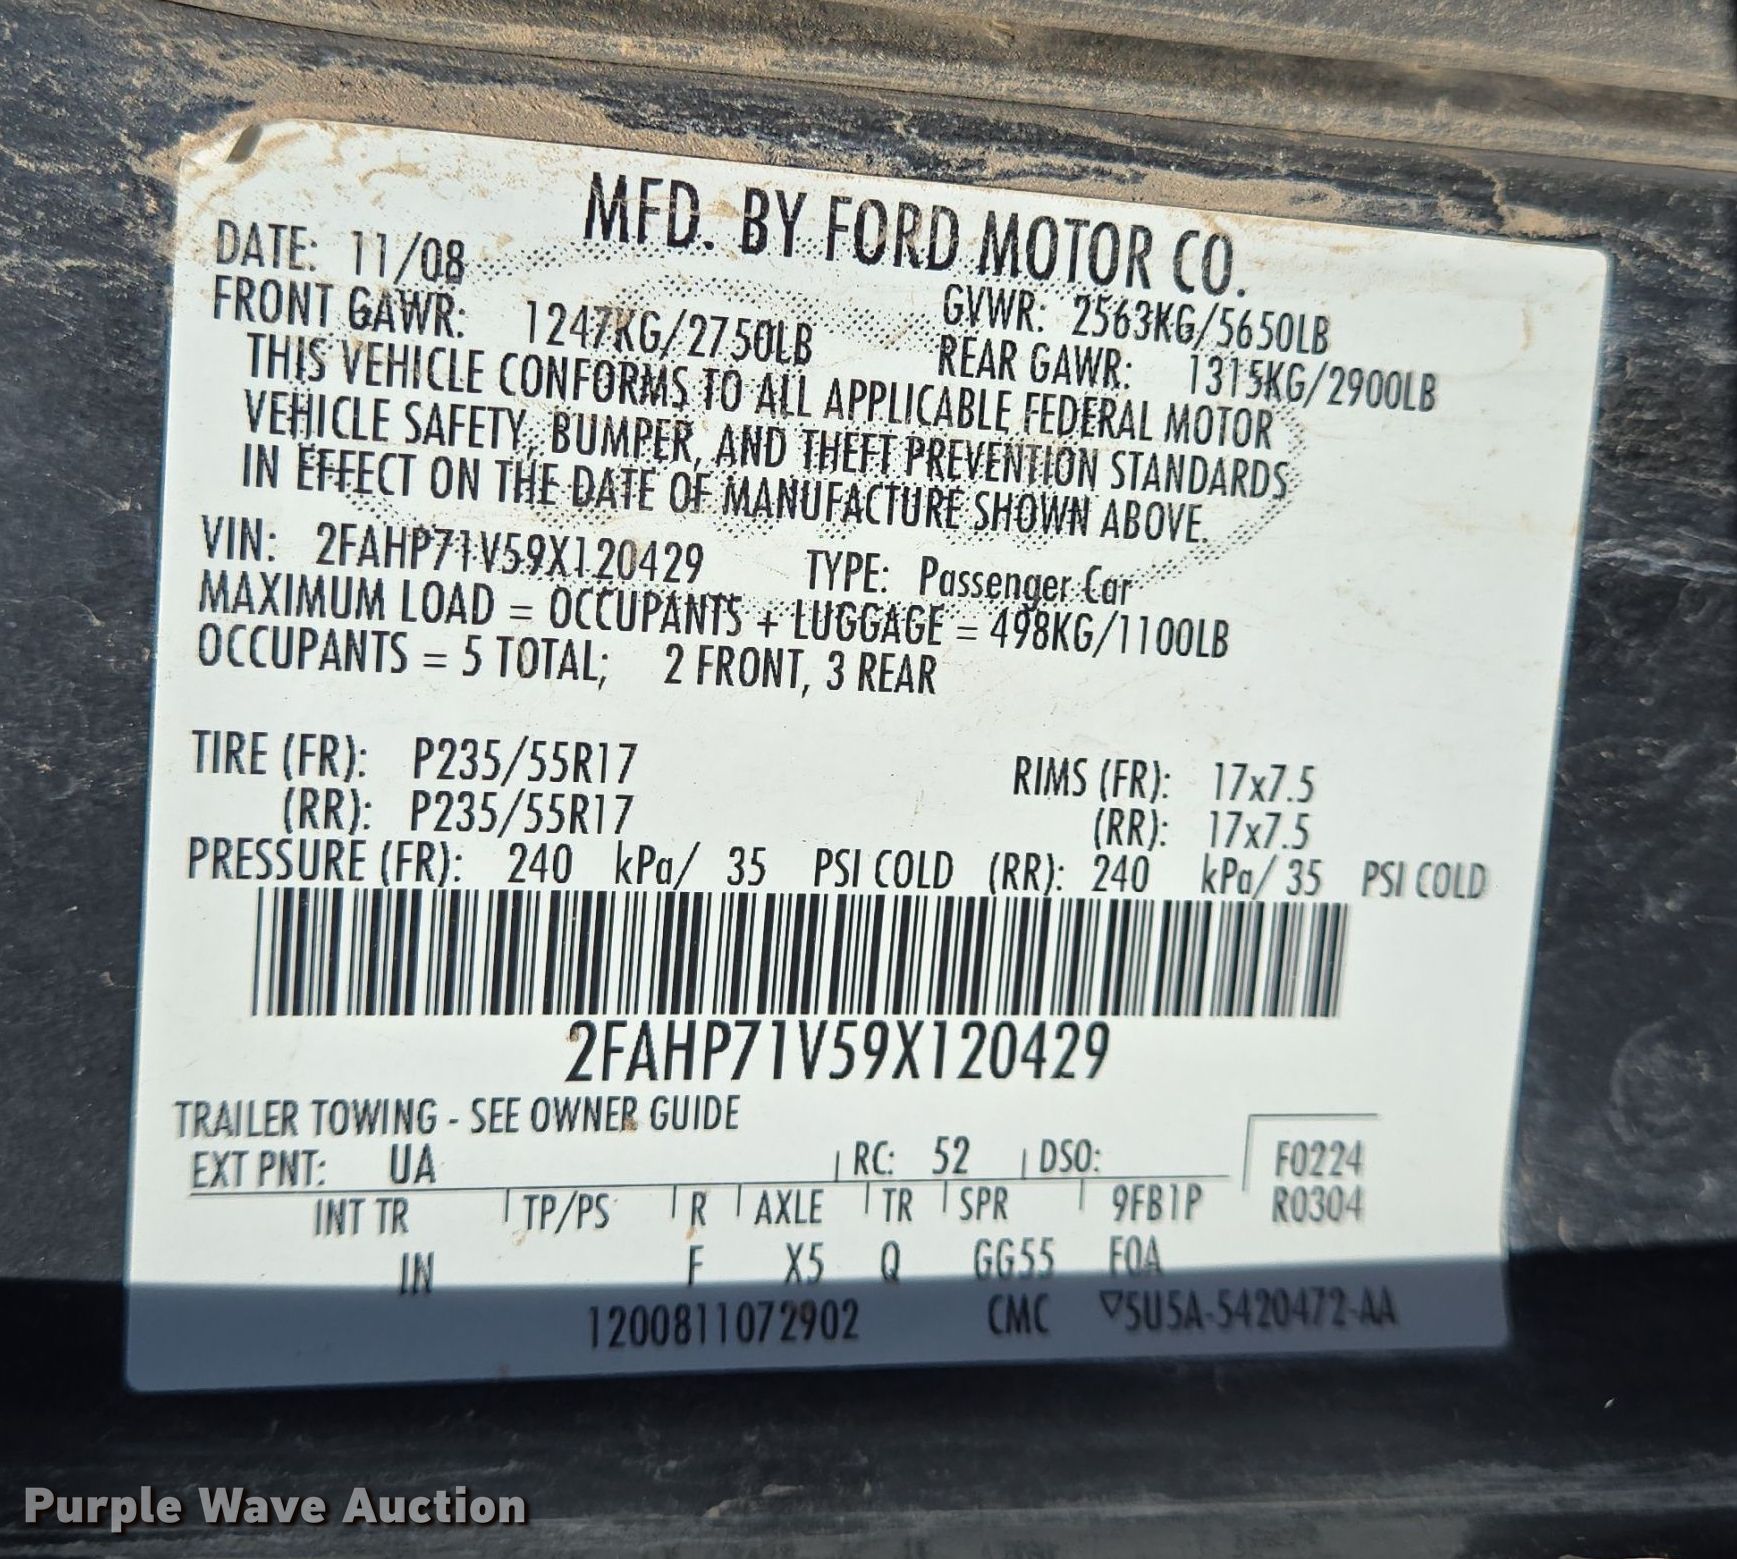 MFD. BY FORD MOTOR CO.
DATE: 11/08 GVWR: 2563KG/5650LB
FRONT GAWR: 1247KG/2750LB REAR GAWR: 1315KG/2900LB
THIS VEHICLE CONFORMS TO ALL APPLICABLE FEDERAL MOTOR
VEHICLE SAFETY, BUMPER, AND THEFT PREVENTION STANDARDS
IN EFFECT ON THE DATE OF MANUFACTURE SHOWN ABOVE.
VIN: 2FAHP71V59X120429 TYPE: Passenger Car
MAXIMUM LOAD = OCCUPANTS + LUGGAGE = 498KG/1100LB
OCCUPANTS = 5 TOTAL; 2 FRONT, 3 REAR
TIRE (FR): P235/55R17 RIMS (FR): 17x7.5
(RR): P235/55R17 (RR): 17x7.5
PRESSURE (FR): 240 kPa/ 35 PSI COLD (RR): 240 kPa/ 35 PSI COLD
2FAHP71V59X120429
TRAILER TOWING - SEE OWNER GUIDE
EXT PNT: UA RC: 52 DSO: F0224
INT TR TP/PS R AXLE TR SPR 9FB1P R0304
IN F X5 Q GG55 FOA
1200811072902 CMC ▽5U5A-5420472-AA
Purple Wave Auction